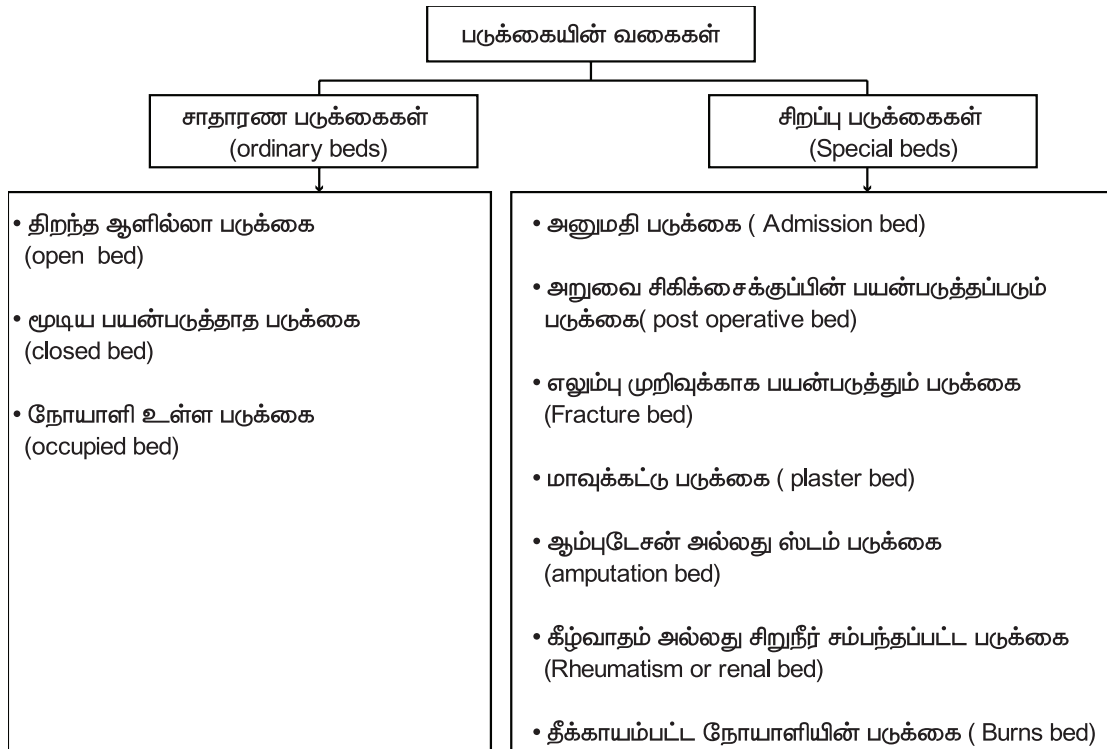 படுக்கையின் வகைகள்
சாதாரண படுக்கைகள்
(ordinary beds)
சிறப்பு படுக்கைகள்
(Special beds)
• திறந்த ஆளில்லா படுக்கை
(open bed)
• மூடிய பயன்படுத்தாத படுக்கை
(closed bed)
• நோயாளி உள்ள படுக்கை
(occupied bed)
• அனுமதி படுக்கை ( Admission bed)
• அறுவை சிகிக்சைக்குப்பின் பயன்படுத்தப்படும்
படுக்கை( post operative bed)
• எலும்பு முறிவுக்காக பயன்படுத்தும் படுக்கை
(Fracture bed)
• மாவுக்கட்டு படுக்கை ( plaster bed)
• ஆம்புடேசன் அல்லது ஸ்டம் படுக்கை
(amputation bed)
• கீழ்வாதம் அல்லது சிறுநீர் சம்பந்தப்பட்ட படுக்கை
(Rheumatism or renal bed)
• தீக்காயம்பட்ட நோயாளியின் படுக்கை ( Burns bed)